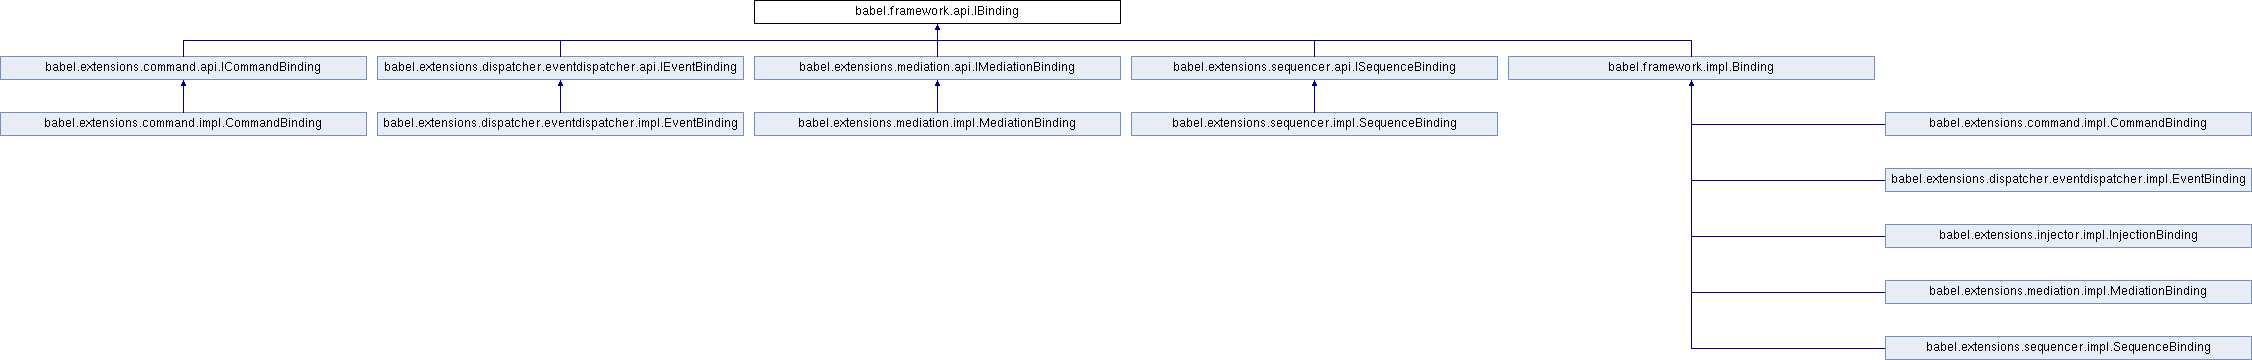 babel.framework.api.IBinding
babel.extensions.command.api.ICommandBinding
babel.extensions.dispatcher.eventdispatcher.api.IEventBinding
babel.extensions.mediation.api.IMediationBinding
babel.extensions.sequencer.api.ISequenceBinding
babel.framework.impl.Binding
babel.extensions.command.impl.CommandBinding
babel.extensions.dispatcher.eventdispatcher.impl.EventBinding
babel.extensions.mediation.impl.MediationBinding
babel.extensions.sequencer.impl.SequenceBinding
babel.extensions.command.impl.CommandBinding
babel.extensions.dispatcher.eventdispatcher.impl.EventBinding
babel.extensions.injector.impl.InjectionBinding
babel.extensions.mediation.impl.MediationBinding
babel.extensions.sequencer.impl.SequenceBinding